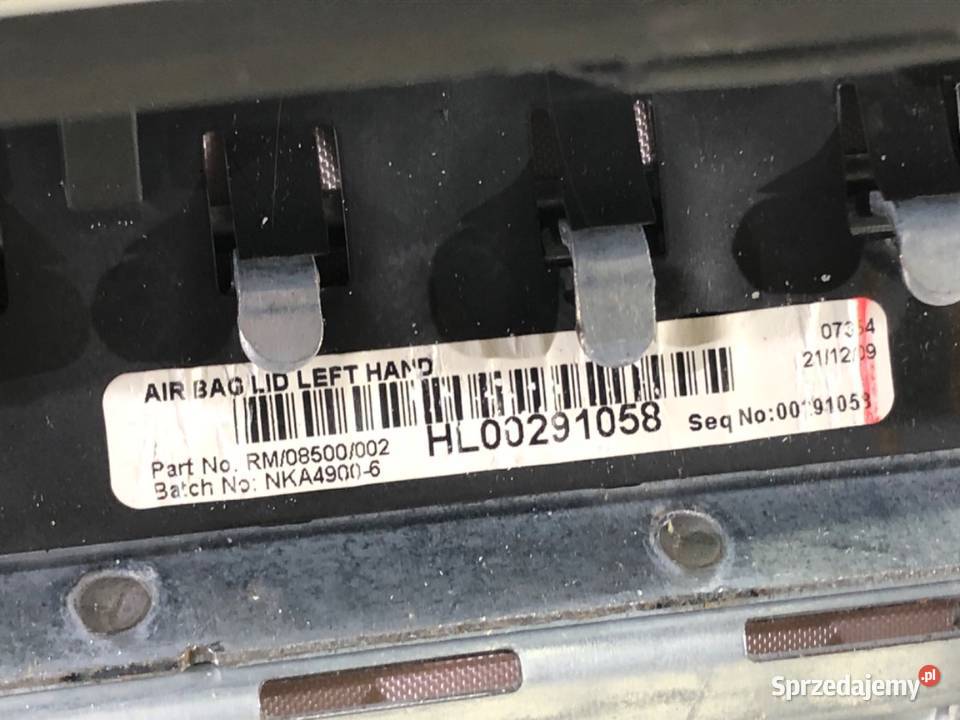 07354
21/12/09
AIR BAG LID LEFT HAND
HL00291058
Seq No:00291058
Part No. RM/08500/002
Batch No: NKA4900-6
Sprzedajemy.pl